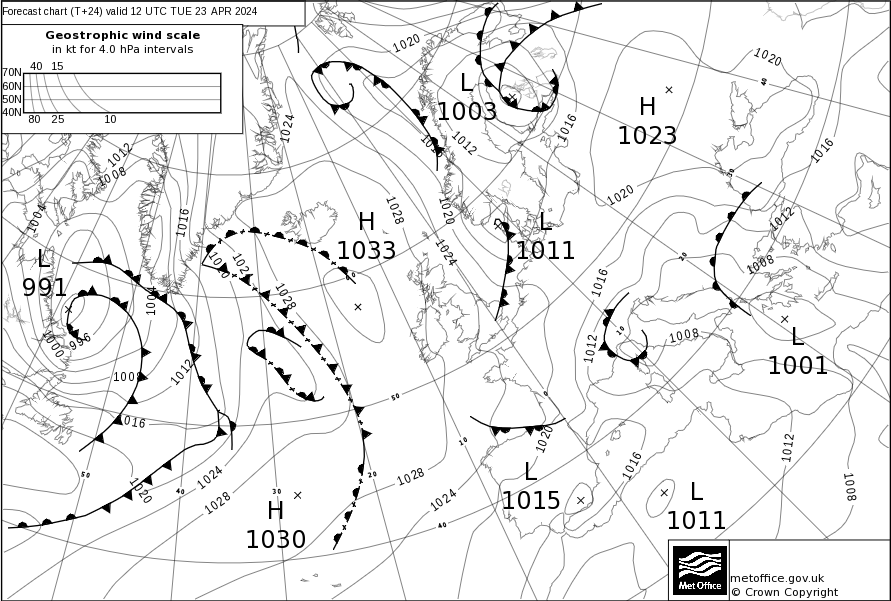 Forecast chart (T+24) valid 12 UTC TUE 23 APR 2024
Geostrophic wind scale
in kt for 4.0 hPa intervals
40 15
70N
60N
50N
40N
80 25 10
1020
1020
40
L
1003
H
1023
1024
1016
1012
1016
1012
1008
30
1020
1004
1016
1028
1020
1012
H
1033
L
1011
1024
20
1008
L
991
1024
60
1016
1028
1004
10
1000
996
1012
1008
L
1001
1008
1012
50
0
1016
10
1020
1012
1016
50
1024
20
1028
L
1015
1020
40
30
1028
1024
L
1011
1008
H
1030
40
metoffice.gov.uk
Met Office
© Crown Copyright